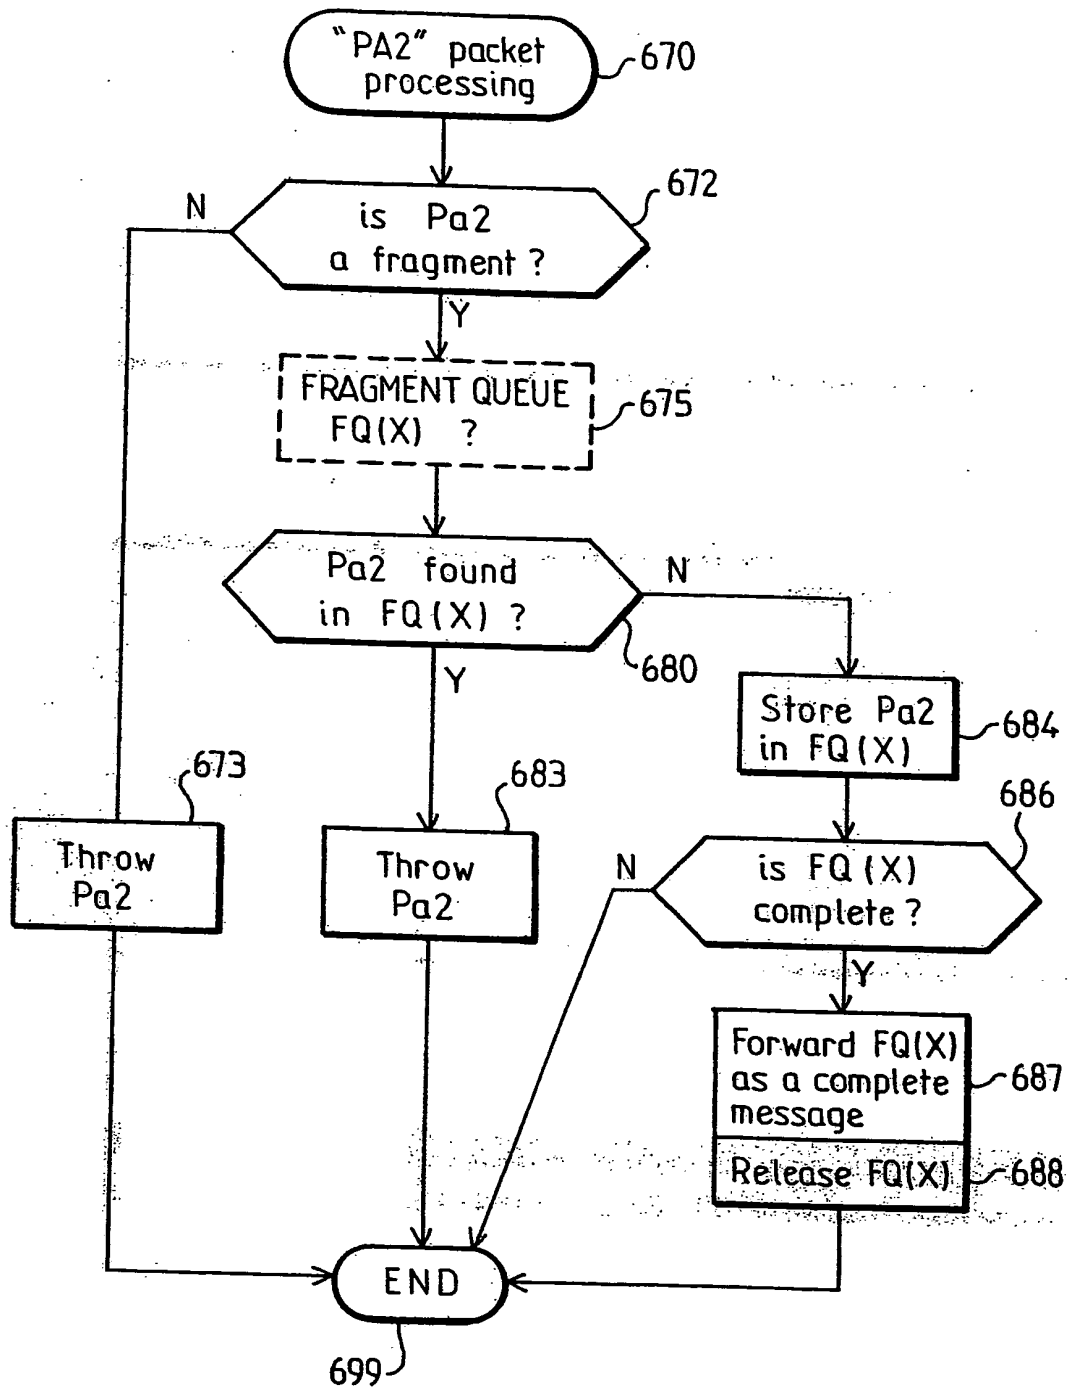 "PA2" packet
processing
670
672
N
is Pa2
a fragment ?
Y
FRAGMENT QUEUE
FQ(X) ?
675
Pa2 found
in FQ(X) ?
N
680
Y
Store Pa2
in FQ(X)
684
673
683
686
Throw
Pa2
Throw
Pa2
N
is FQ(X)
complete ?
Y
Forward FQ(X)
as a complete
message
687
Release FQ(X)
688
END
699